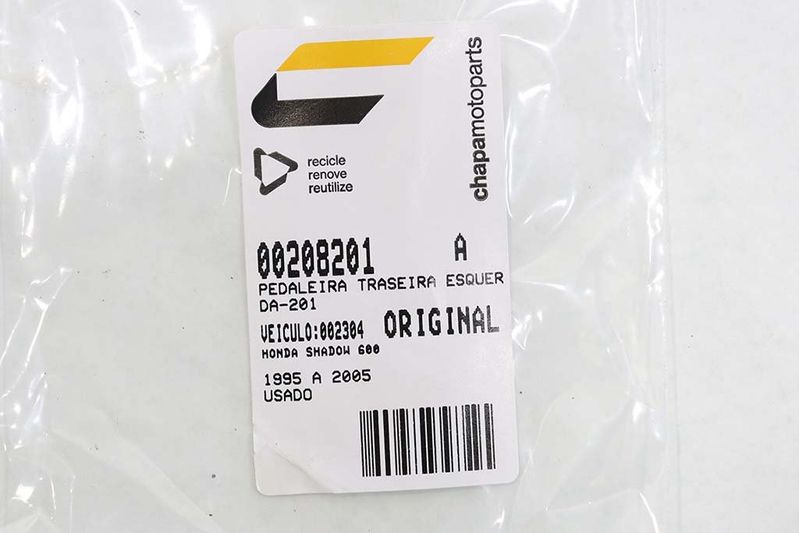 chapamotoparts
recicle
renove
reutilize
00208201 A
PEDALEIRA TRASEIRA ESQUER
DA-201
VEICULO:002304 ORIGINAL
HONDA SHADOW 600
1995 A 2005
USADO